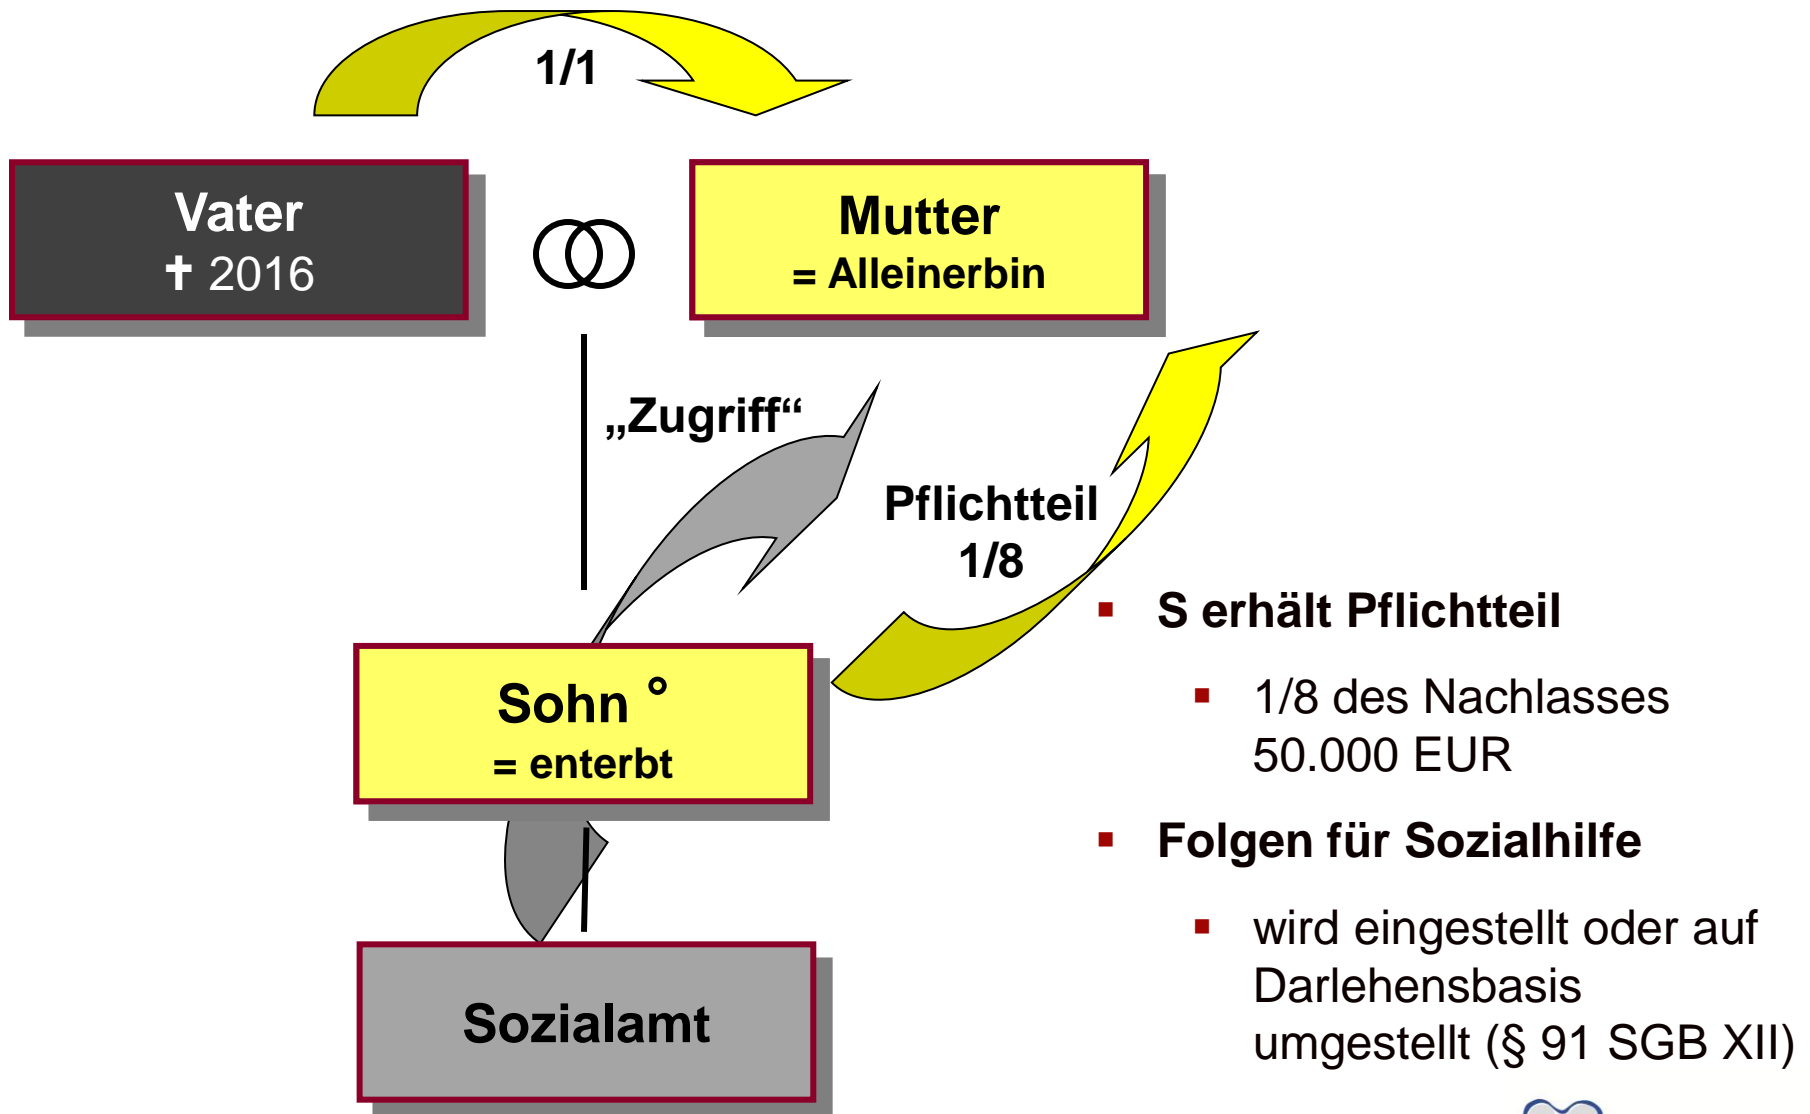 1/1
Vater
✝ 2016
Mutter
= Alleinerbin
„Zugriff“
Pflichtteil
1/8
Sohn °
= enterbt
Sozialamt
▪ S erhält Pflichtteil
▪ 1/8 des Nachlasses
50.000 EUR
▪ Folgen für Sozialhilfe
▪ wird eingestellt oder auf
Darlehensbasis
umgestellt (§ 91 SGB XII)